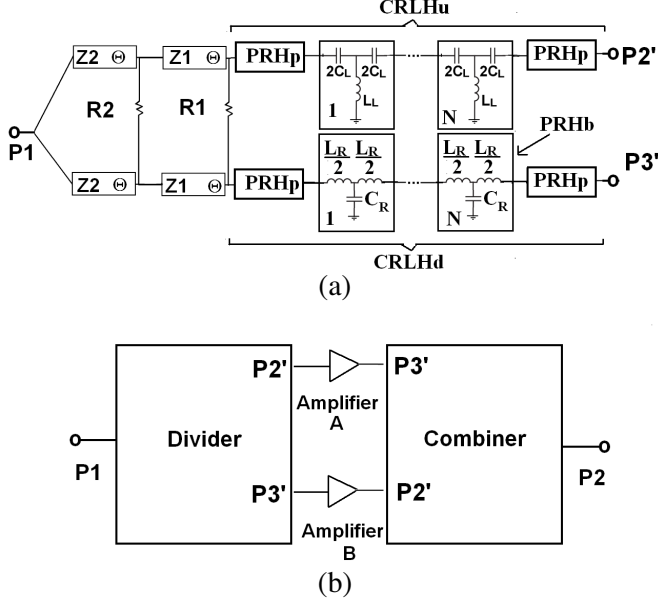 CRLHu
Z2 Θ Z1 Θ PRHp 2CL 2CL LL 1 ... 2CL 2CL LL N PRHp P2'
R2 R1
P1
PRHb
Z2 Θ Z1 Θ PRHp LR/2 LR/2 CR 1 ... LR/2 LR/2 CR N PRHp P3'
CRLHd
(a)
P2' P3'
Amplifier
A
Divider Combiner
P1 P2
P3' P2'
Amplifier
B
(b)